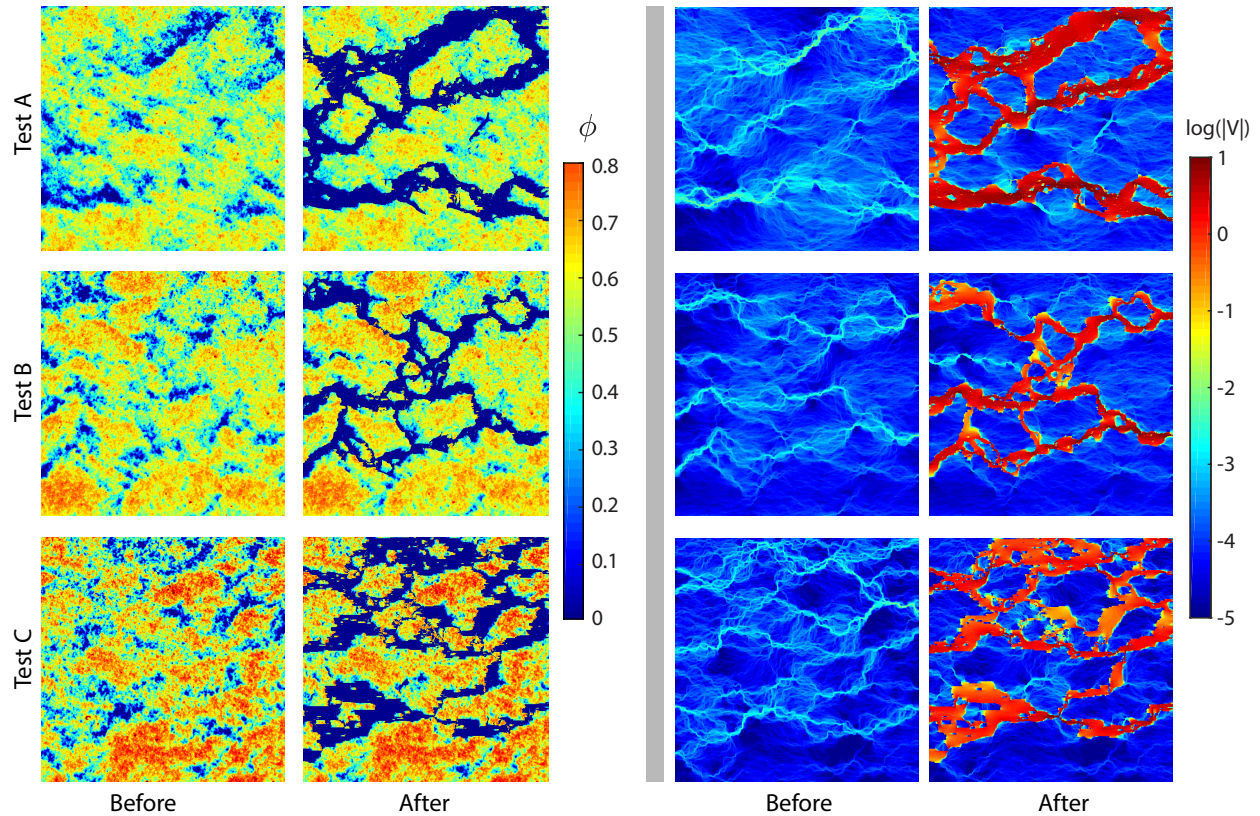 Test A
Test B
Test C
ϕ
0.8
0.7
0.6
0.5
0.4
0.3
0.2
0.1
0
log(|V|)
1
0
-1
-2
-3
-4
-5
Before
After
Before
After